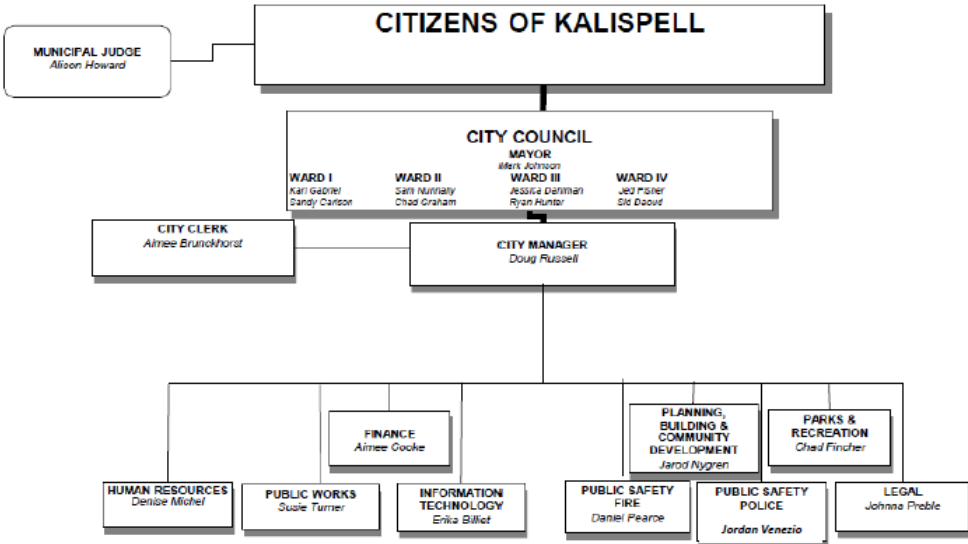 CITIZENS OF KALISPELL
MUNICIPAL JUDGE
Alison Howard
CITY COUNCIL
MAYOR
Mark Johnson
WARD I WARD II WARD III WARD IV
Kari Gabriel Sam Nunnally Jessica Dahlman Jed Fisher
Sandy Carlson Chad Graham Ryan Hunter Sid Daoud
CITY CLERK
Aimee Brunckhorst
CITY MANAGER
Doug Russell
FINANCE
Aimee Cooke
PLANNING,
BUILDING &
COMMUNITY
DEVELOPMENT
Jarod Nygren
PARKS &
RECREATION
Chad Fincher
HUMAN RESOURCES
Denise Michel
PUBLIC WORKS
Susie Turner
INFORMATION
TECHNOLOGY
Erika Billiet
PUBLIC SAFETY
FIRE
Daniel Pearce
PUBLIC SAFETY
POLICE
Jordan Venezio
LEGAL
Johnna Preble